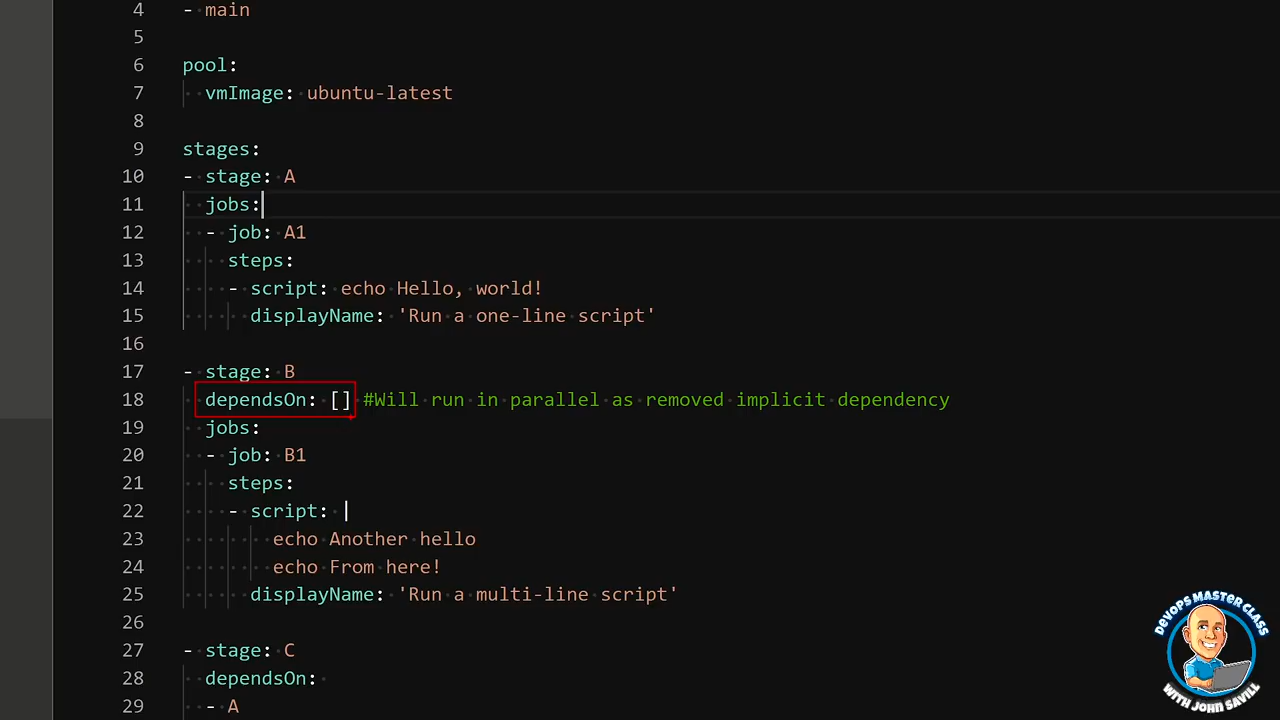 4 - main
5
6 pool:
7 vmImage: ubuntu-latest
8
9 stages:
10 - stage: A
11 jobs:
12 - job: A1
13 steps:
14 - script: echo Hello, world!
15 displayName: 'Run a one-line script'
16
17 - stage: B
18 dependsOn: [] #Will run in parallel as removed implicit dependency
19 jobs:
20 - job: B1
21 steps:
22 - script: |
23 echo Another hello
24 echo From here!
25 displayName: 'Run a multi-line script'
26
27 - stage: C
28 dependsOn:
29 - A
DEVOPS MASTER CLASS
WITH JOHN SAVILL